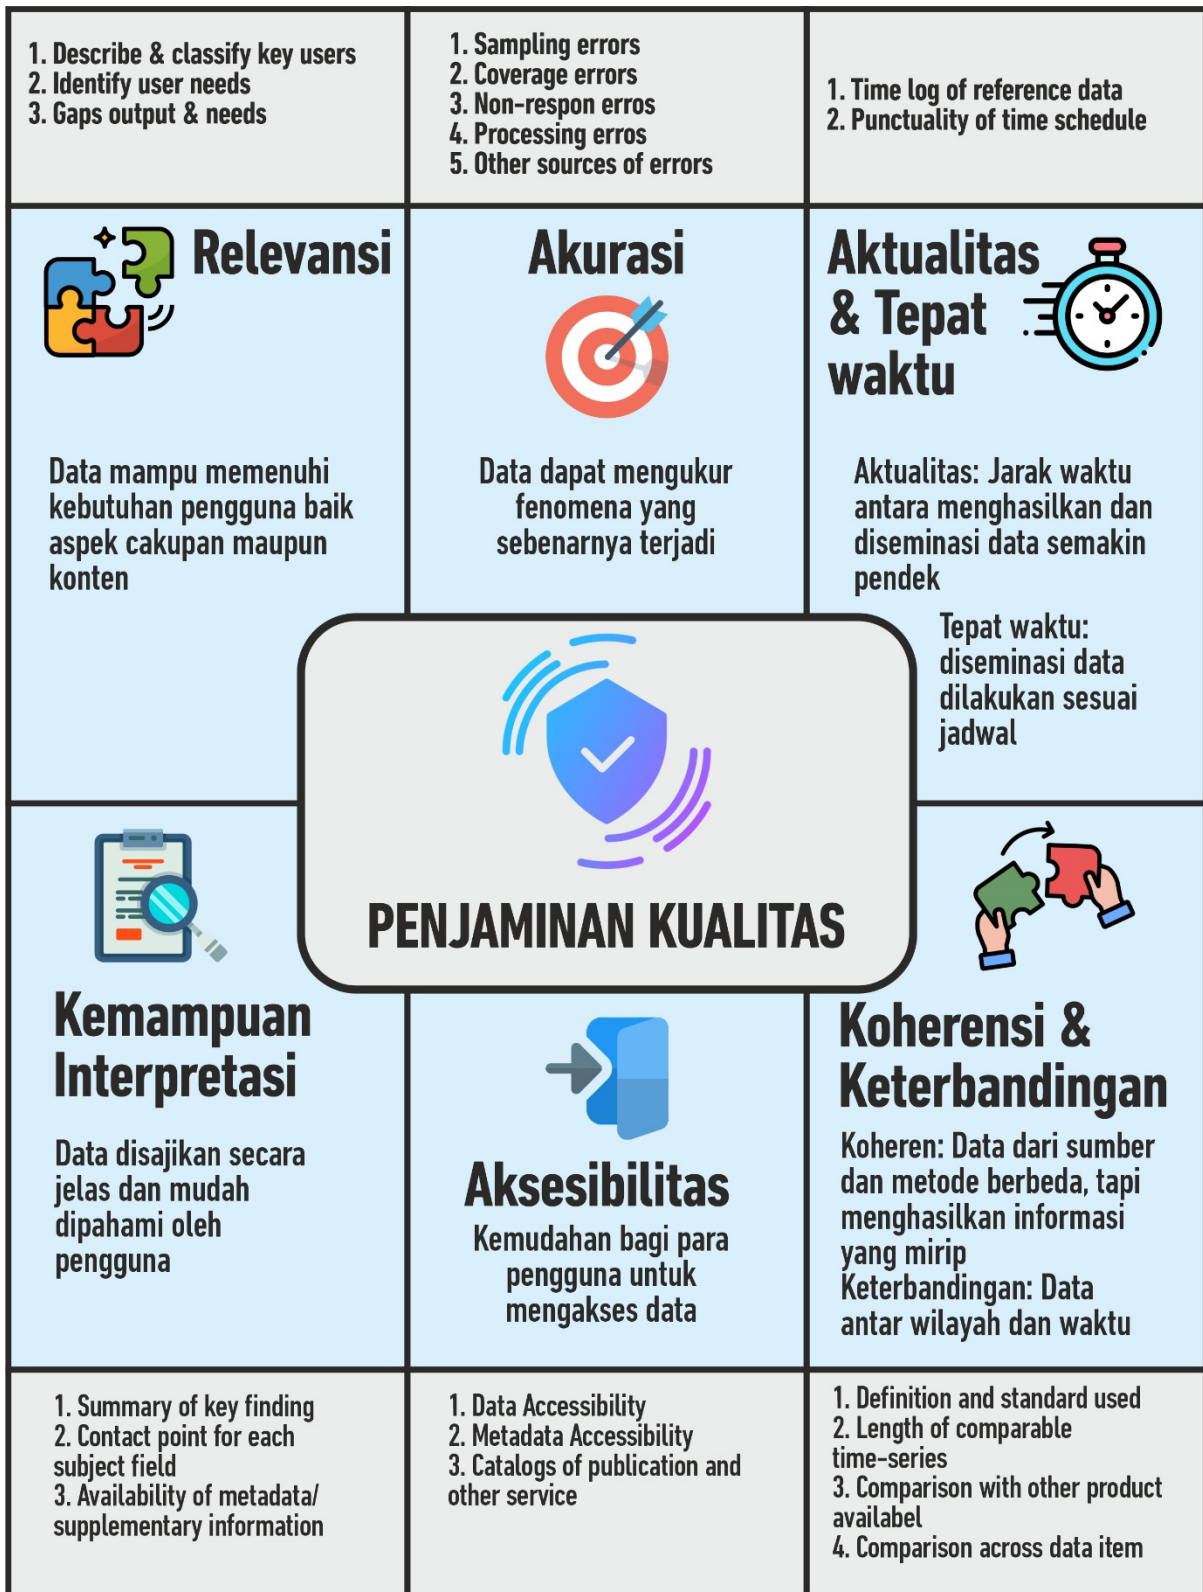 1. Describe & classify key users
2. Identify user needs
3. Gaps output & needs
1. Sampling errors
2. Coverage errors
3. Non-respon erros
4. Processing erros
5. Other sources of errors
1. Time log of reference data
2. Punctuality of time schedule
Relevansi
Data mampu memenuhi
kebutuhan pengguna baik
aspek cakupan maupun
konten
Akurasi
Data dapat mengukur
fenomena yang
sebenarnya terjadi
Aktualitas
& Tepat
waktu
Aktualitas: Jarak waktu
antara menghasilkan dan
diseminasi data semakin
pendek
Tepat waktu:
diseminasi data
dilakukan sesuai
jadwal
PENJAMINAN KUALITAS
Kemampuan
Interpretasi
Data disajikan secara
jelas dan mudah
dipahami oleh
pengguna
Aksesibilitas
Kemudahan bagi para
pengguna untuk
mengakses data
Koherensi &
Keterbandingan
Koheren: Data dari sumber
dan metode berbeda, tapi
menghasilkan informasi
yang mirip
Keterbandingan: Data
antar wilayah dan waktu
1. Summary of key finding
2. Contact point for each
subject field
3. Availability of metadata/
supplementary information
1. Data Accessibility
2. Metadata Accessibility
3. Catalogs of publication and
other service
1. Definition and standard used
2. Length of comparable
time-series
3. Comparison with other product
availabel
4. Comparison across data item